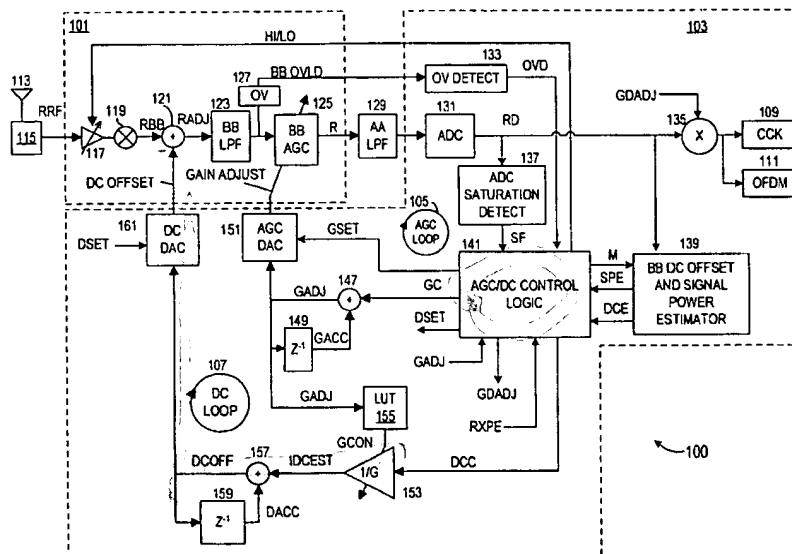 101
HI/LO
103
133
113
127
BB OVLD
OV DETECT
OVD
GDADJ
RRF
119
121
RADJ
123
OV
125
129
131
109
115
117
RBB
+
BB LPF
BB AGC
R
AA LPF
ADC
RD
135
X
CCK
111
OFDM
DC OFFSET
GAIN ADJUST
137
ADC SATURATION DETECT
105
AGC LOOP
161
DC DAC
151
AGC DAC
GSET
SF
141
139
DSET
147
GC
AGC/DC CONTROL LOGIC
M
SPE
DCE
BB DC OFFSET AND SIGNAL POWER ESTIMATOR
GADJ
+
149
Z-1
GACC
DSET
GADJ
GDADJ
RXPE
107
DC LOOP
GADJ
LUT
155
GCON
100
DCOFF
157
+
IDCEST
1/G
153
DCC
159
Z-1
DACC